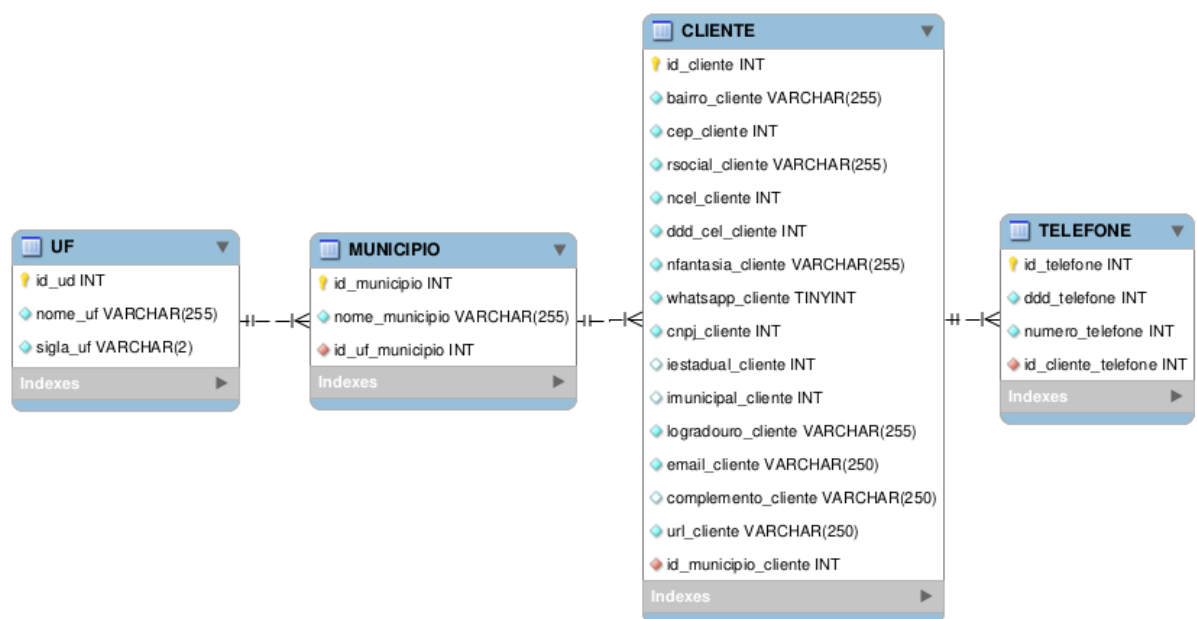 UF
id_ud INT
nome_uf VARCHAR(255)
sigla_uf VARCHAR(2)
Indexes
MUNICIPIO
id_municipio INT
nome_municipio VARCHAR(255)
id_uf_municipio INT
Indexes
CLIENTE
id_cliente INT
bairro_cliente VARCHAR(255)
cep_cliente INT
rsocial_cliente VARCHAR(255)
ncel_cliente INT
ddd_cel_cliente INT
nfantasia_cliente VARCHAR(255)
whatsapp_cliente TINYINT
cnpj_cliente INT
iestadual_cliente INT
imunicipal_cliente INT
logradouro_cliente VARCHAR(255)
email_cliente VARCHAR(250)
complemento_cliente VARCHAR(250)
url_cliente VARCHAR(250)
id_municipio_cliente INT
Indexes
TELEFONE
id_telefone INT
ddd_telefone INT
numero_telefone INT
id_cliente_telefone INT
Indexes